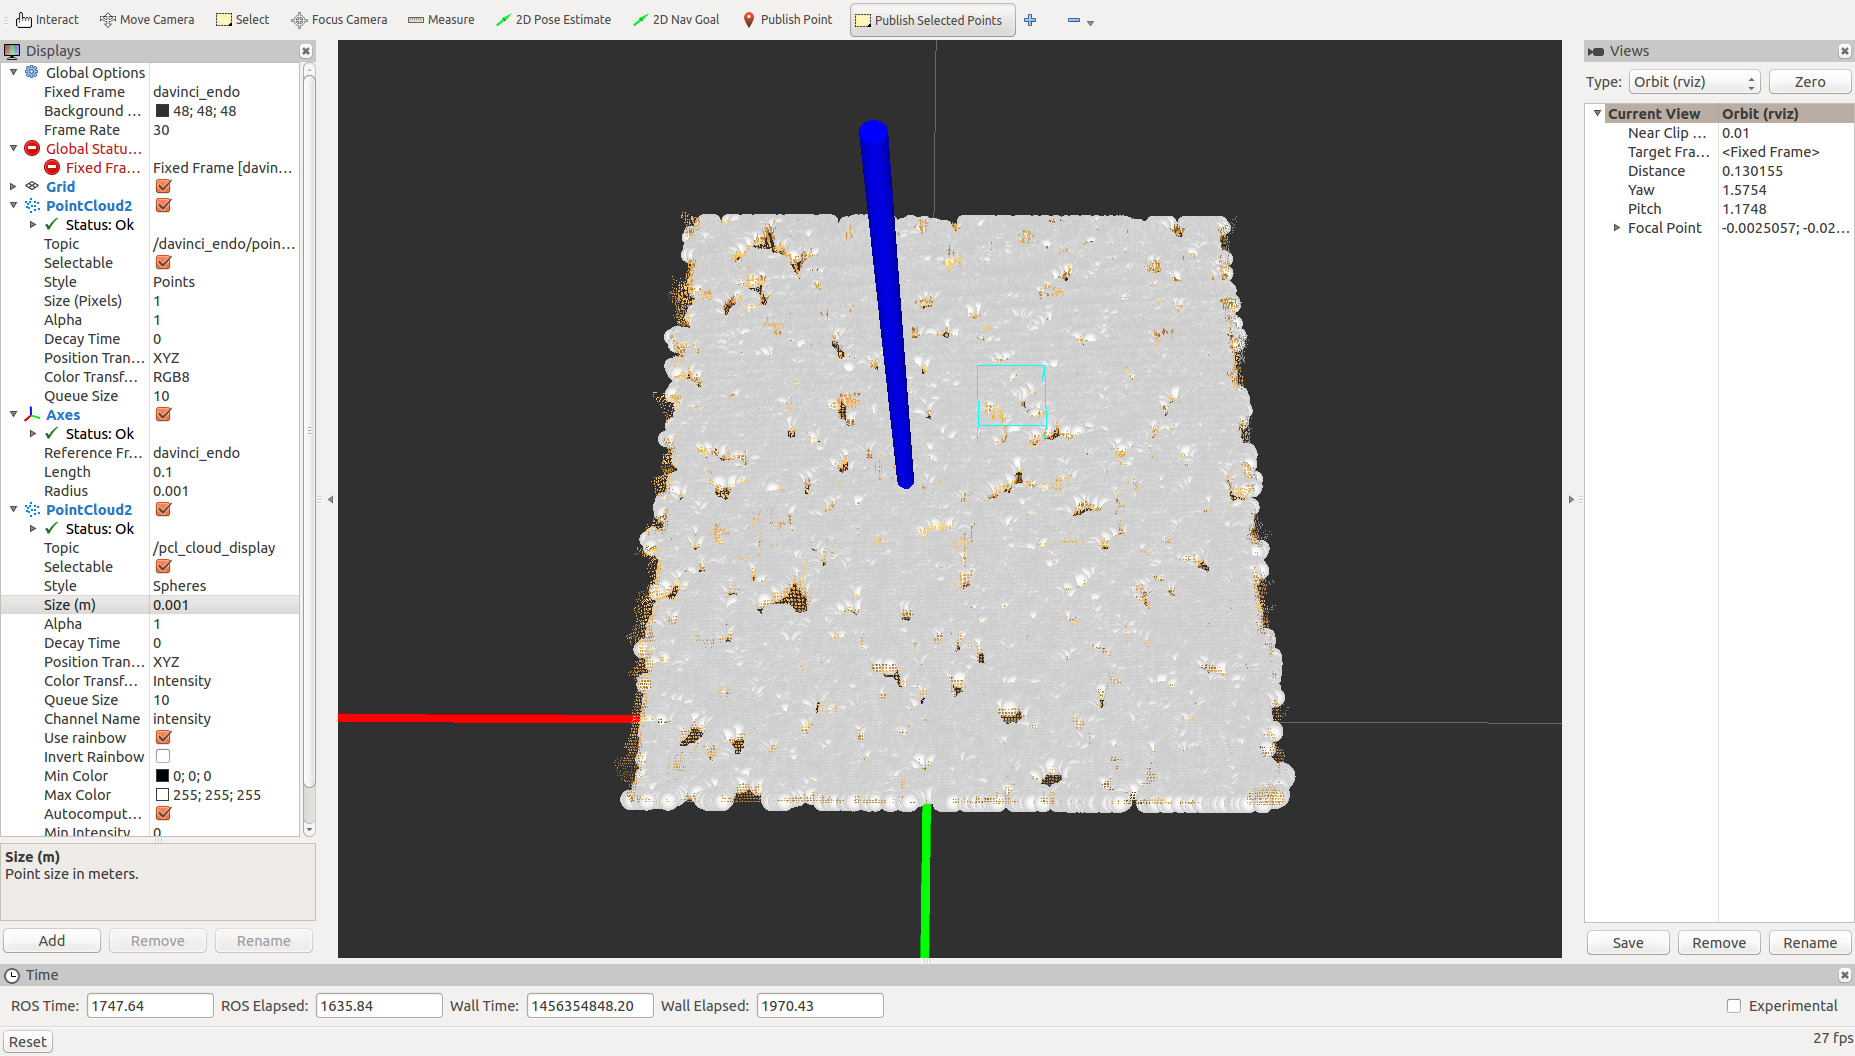 Interact Move Camera Select Focus Camera Measure 2D Pose Estimate 2D Nav Goal Publish Point Publish Selected Points
Displays
Global Options
Fixed Frame davinci_endo
Background ... 48; 48; 48
Frame Rate 30
Global Statu...
Fixed Fra... Fixed Frame [davin...
Grid
PointCloud2
Status: Ok
Topic /davinci_endo/poin...
Selectable
Style Points
Size (Pixels) 1
Alpha 1
Decay Time 0
Position Tran... XYZ
Color Transf... RGB8
Queue Size 10
Axes
Status: Ok
Reference Fr... davinci_endo
Length 0.1
Radius 0.001
PointCloud2
Status: Ok
Topic /pcl_cloud_display
Selectable
Style Spheres
Size (m) 0.001
Alpha 1
Decay Time 0
Position Tran... XYZ
Color Transf... Intensity
Queue Size 10
Channel Name intensity
Use rainbow
Invert Rainbow
Min Color 0; 0; 0
Max Color 255; 255; 255
Autocomput...
Min Intensity 0
Size (m)
Point size in meters.
Add Remove Rename
Views
Type: Orbit (rviz) Zero
Current View Orbit (rviz)
Near Clip ... 0.01
Target Fra... <Fixed Frame>
Distance 0.130155
Yaw 1.5754
Pitch 1.1748
Focal Point -0.0025057; -0.02...
Save Remove Rename
Time
ROS Time: 1747.64 ROS Elapsed: 1635.84 Wall Time: 1456354848.20 Wall Elapsed: 1970.43 Experimental
Reset 27 fps